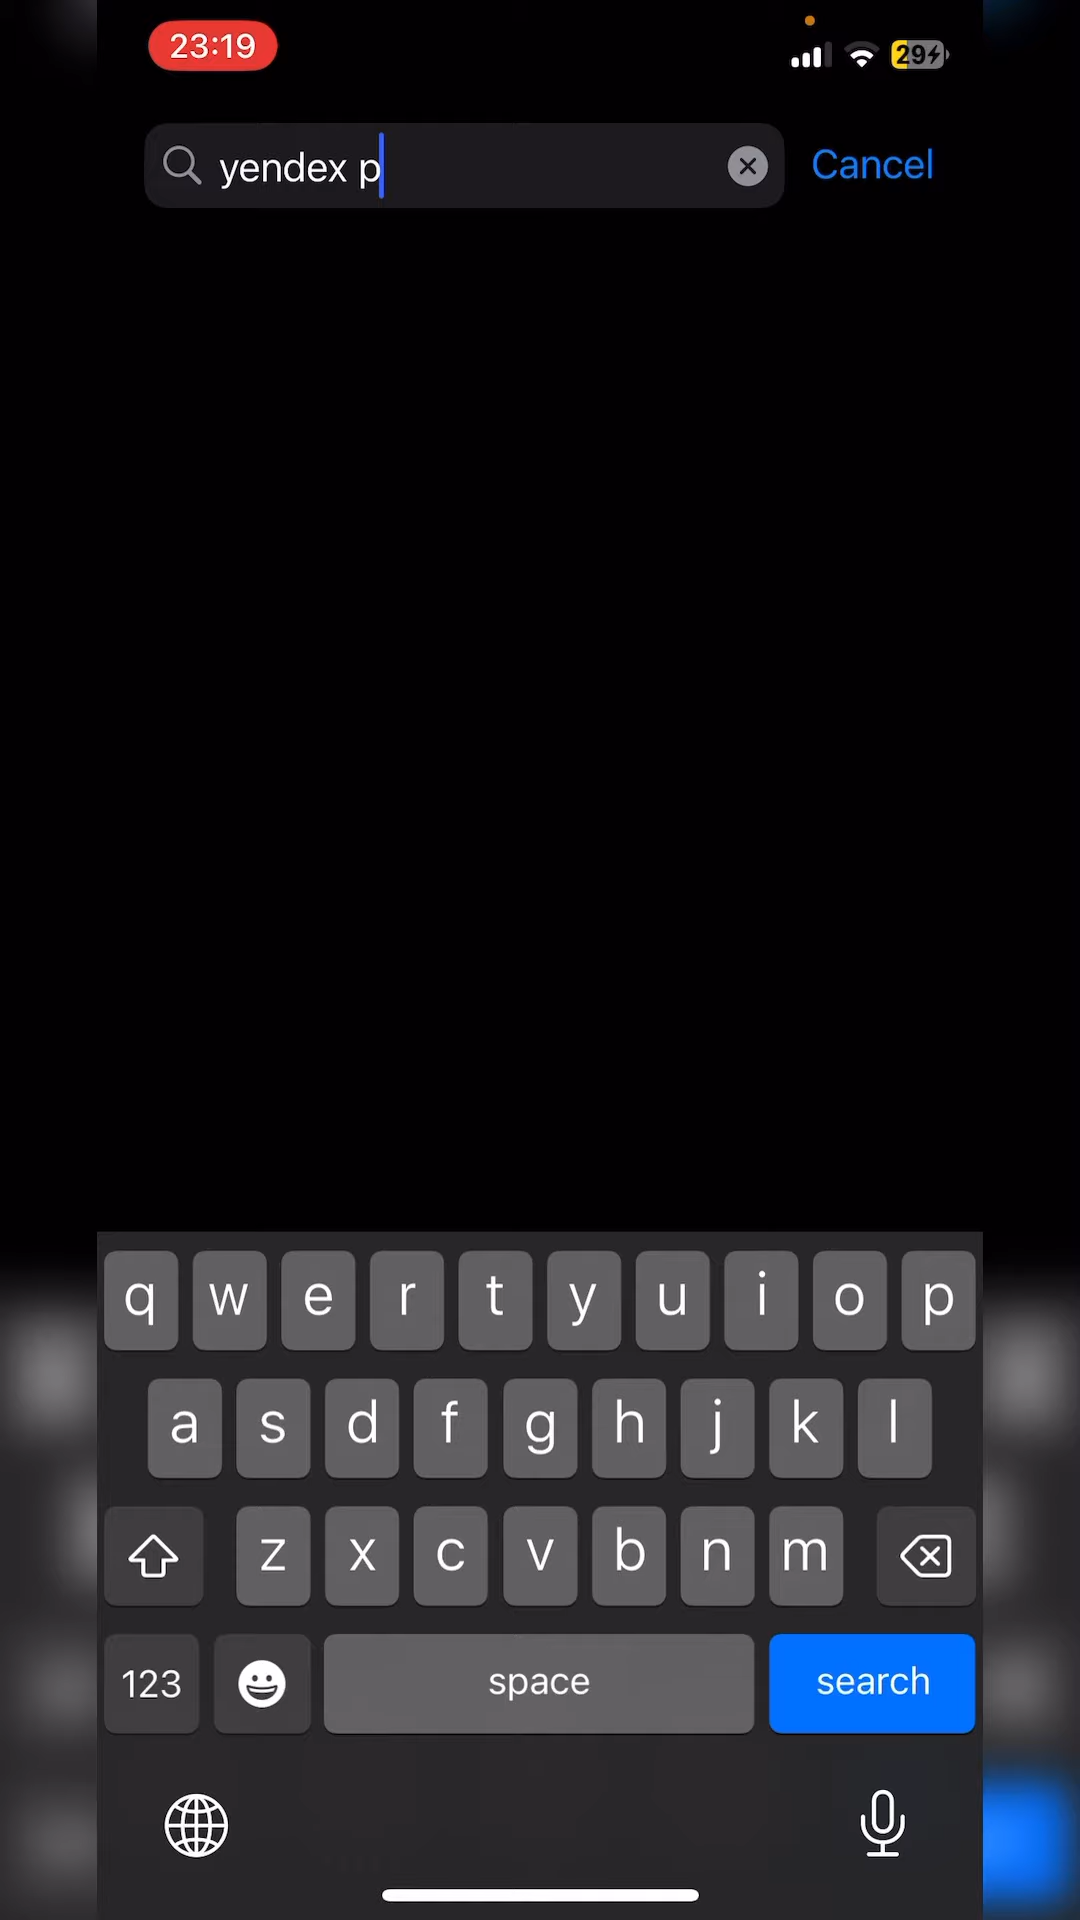 23:19
29
yendex p
Cancel
q w e r t y u i o p
a s d f g h j k l
z x c v b n m
123 space search